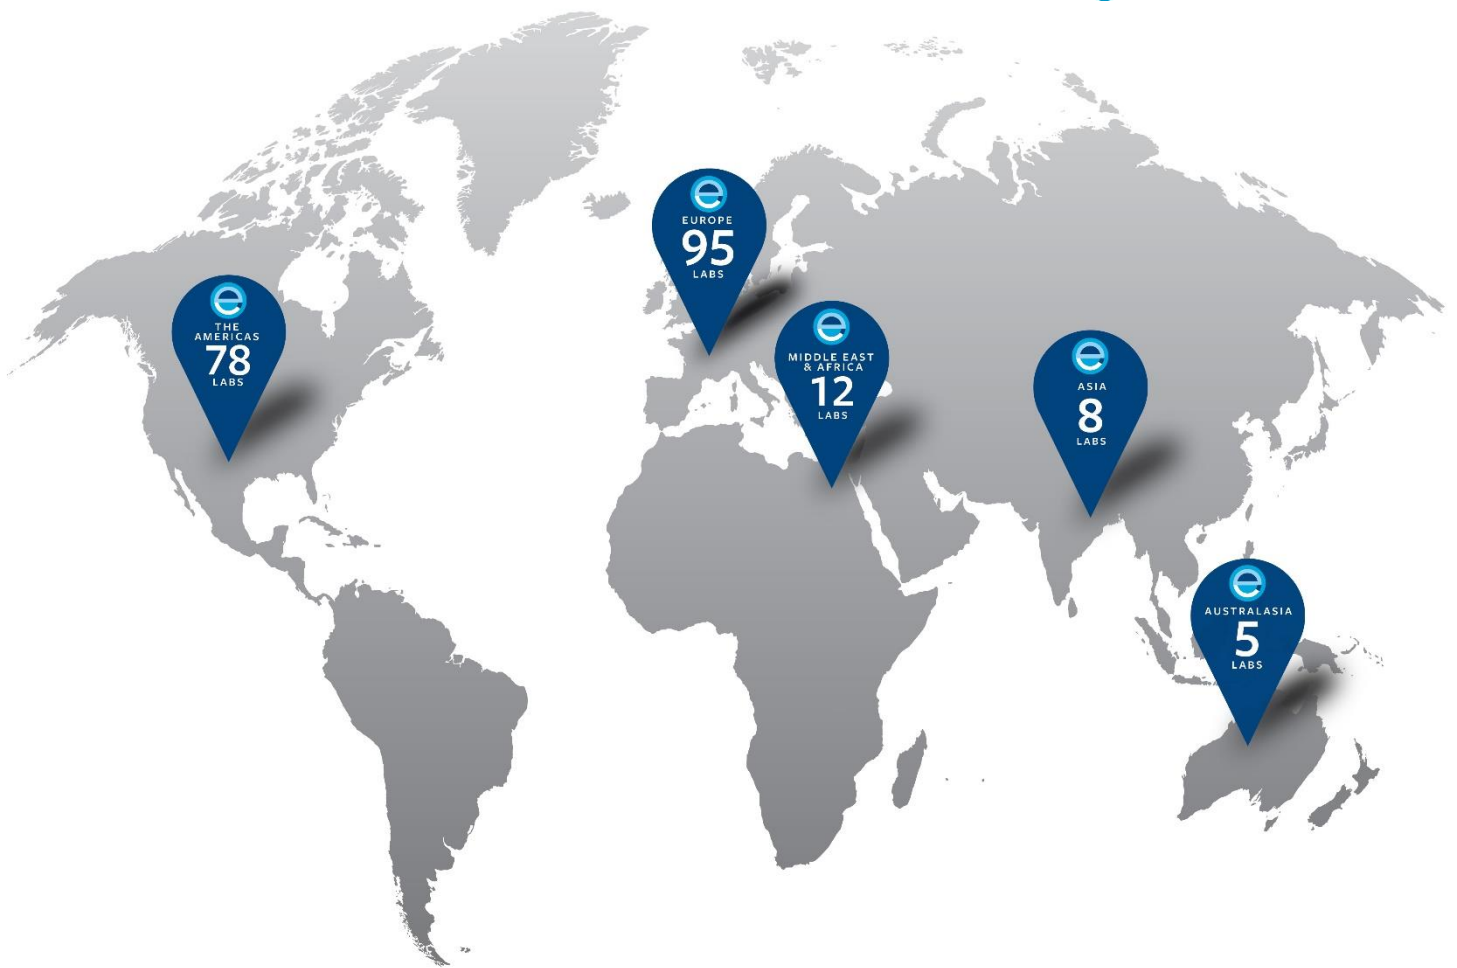 EUROPE
95
LABS
THE
AMERICAS
78
LABS
MIDDLE EAST
& AFRICA
12
LABS
ASIA
8
LABS
AUSTRALASIA
5
LABS